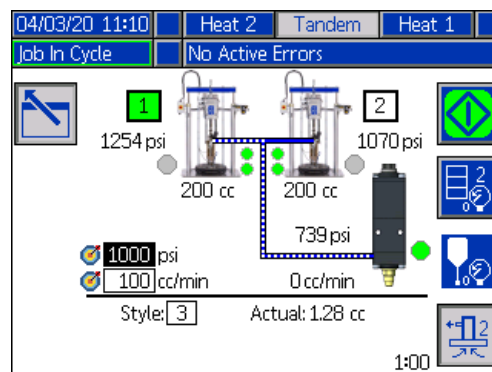 04/03/20 11:10 Heat 2 Tandem Heat 1
Job In Cycle No Active Errors
1 2
1254 psi 1070 psi
200 cc 200 cc
2
0
739 psi
1000 psi
100 cc/min 0 cc/min
0
Style: 3 Actual: 1.28 cc
2
1:00